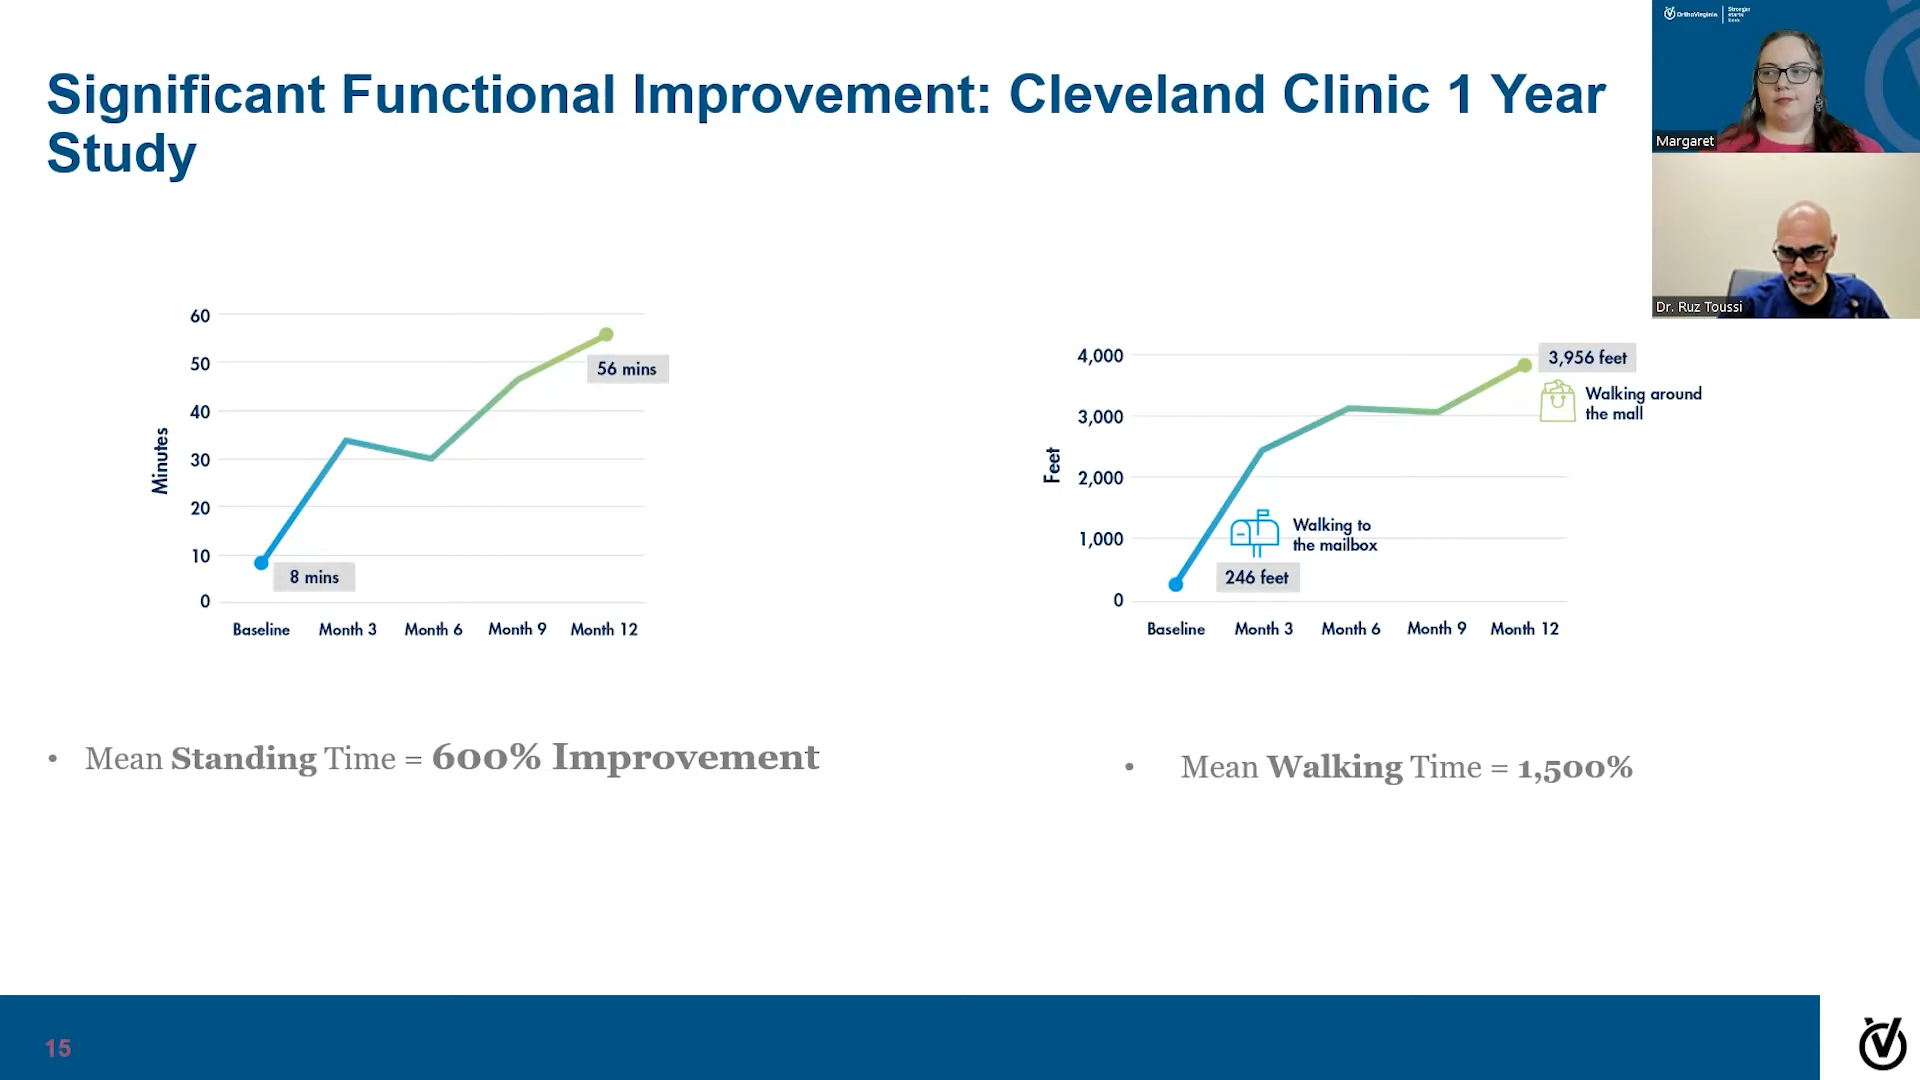 OrthoVirginia
Stronger
starts
here.
Significant Functional Improvement: Cleveland Clinic 1 Year
Study
Margaret
Dr. Ruz Toussi
60
50
40
30
20
10
0
Minutes
56 mins
8 mins
Baseline Month 3 Month 6 Month 9 Month 12
4,000
3,000
2,000
1,000
0
Feet
3,956 feet
Walking around
the mall
Walking to
the mailbox
246 feet
Baseline Month 3 Month 6 Month 9 Month 12
• Mean Standing Time = 600% Improvement
• Mean Walking Time = 1,500%
15